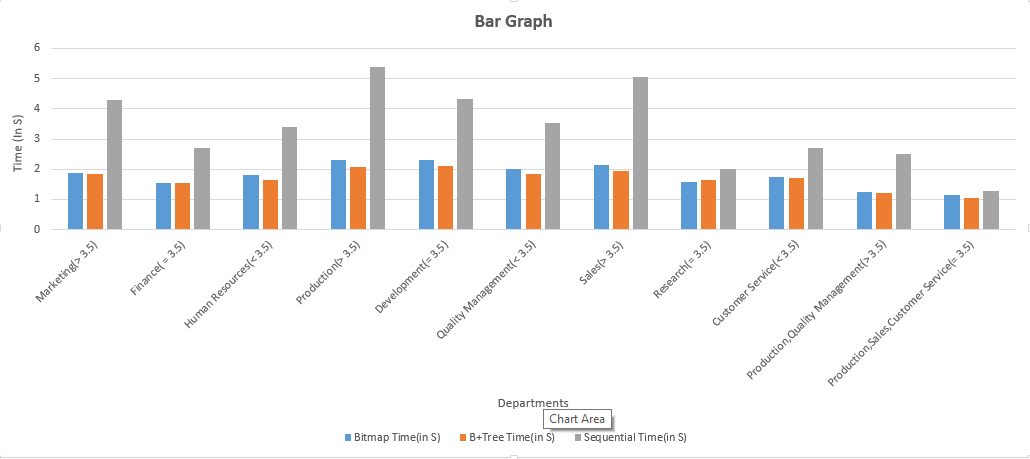 Bar Graph
6
5
4
3
2
1
0
Time (In S)
Marketing(> 3.5)
Finance( = 3.5)
Human Resources(< 3.5)
Production(> 3.5)
Development(= 3.5)
Quality Management(< 3.5)
Sales(> 3.5)
Research(= 3.5)
Customer Service(< 3.5)
Production,Quality Management(> 3.5)
Production,Sales,Customer Service(= 3.5)
Departments
Chart Area
Bitmap Time(in S) B+Tree Time(in S) Sequential Time(in S)